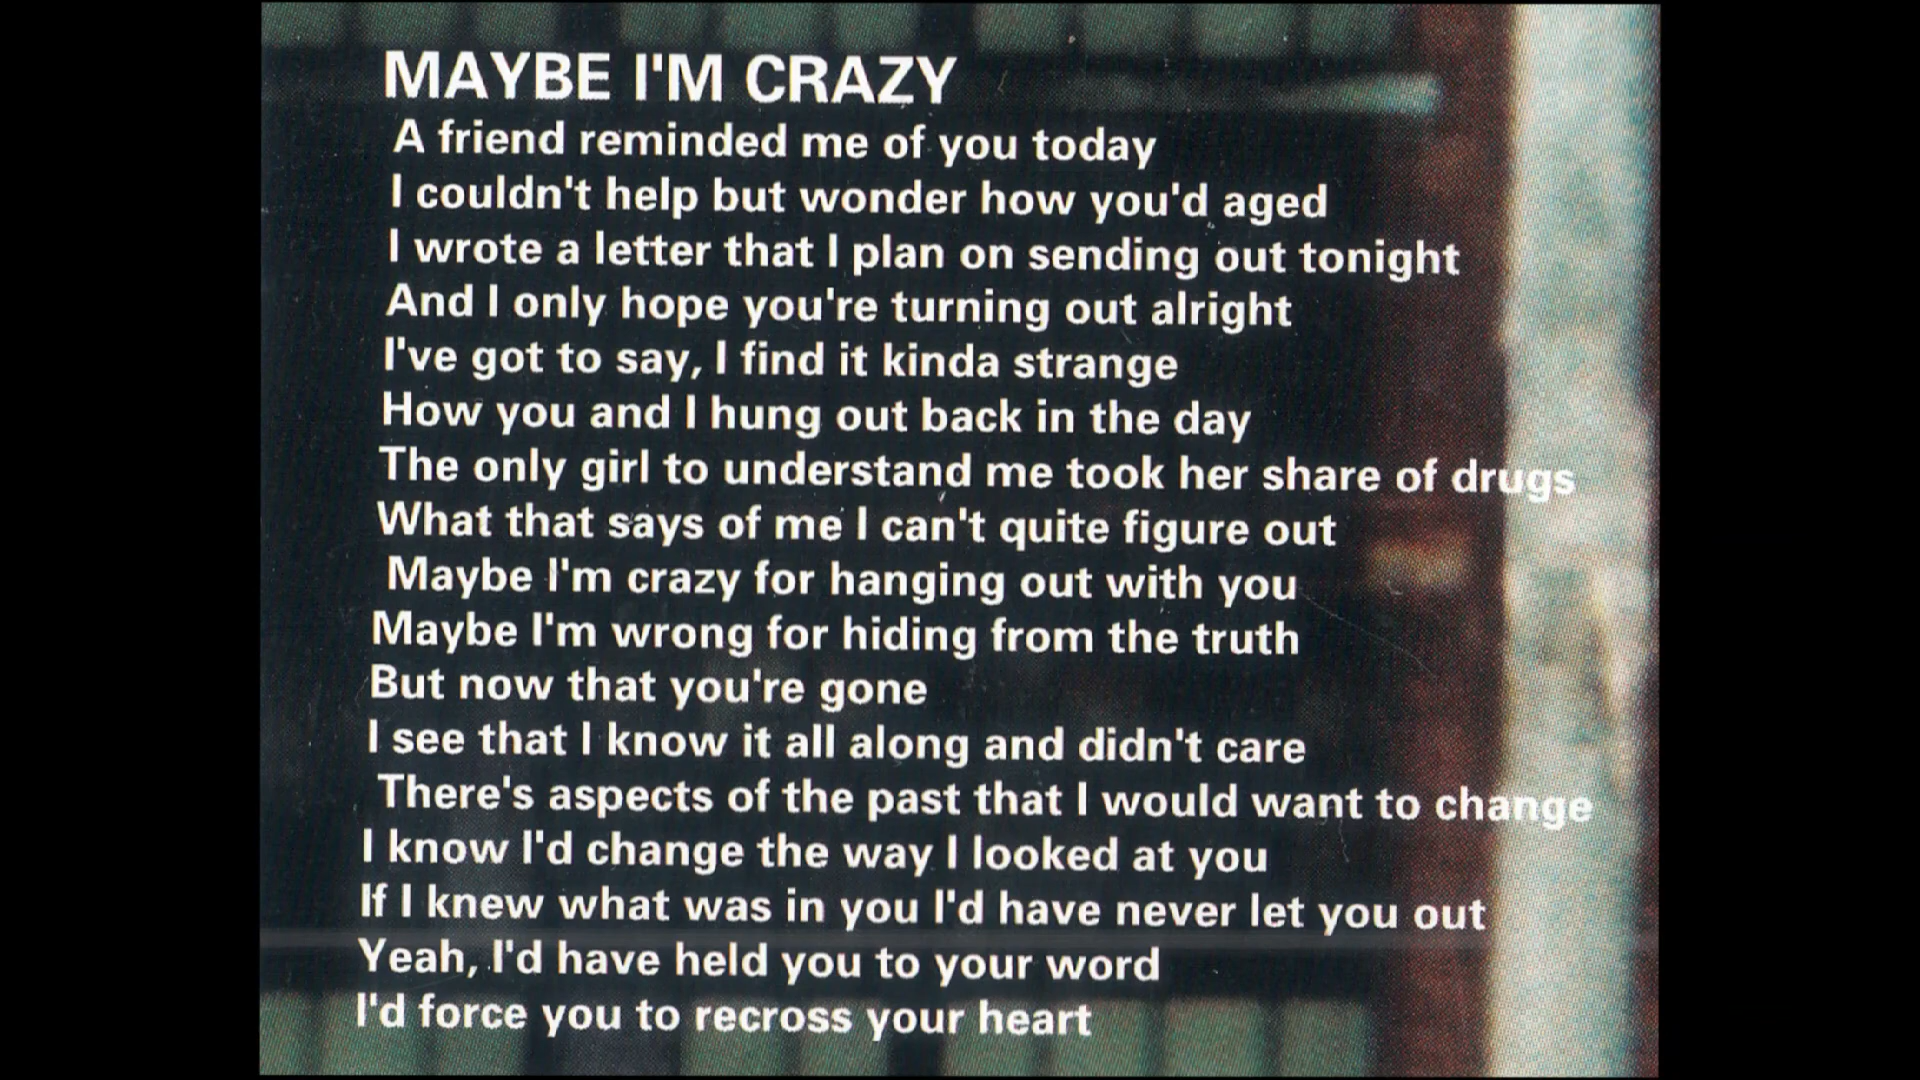 MAYBE I'M CRAZY
A friend reminded me of you today
I couldn't help but wonder how you'd aged
I wrote a letter that I plan on sending out tonight
And I only hope you're turning out alright
I've got to say, I find it kinda strange
How you and I hung out back in the day
The only girl to understand me took her share of drugs
What that says of me I can't quite figure out
Maybe I'm crazy for hanging out with you
Maybe I'm wrong for hiding from the truth
But now that you're gone
I see that I know it all along and didn't care
There's aspects of the past that I would want to change
I know I'd change the way I looked at you
If I knew what was in you I'd have never let you out
Yeah, I'd have held you to your word
I'd force you to recross your heart